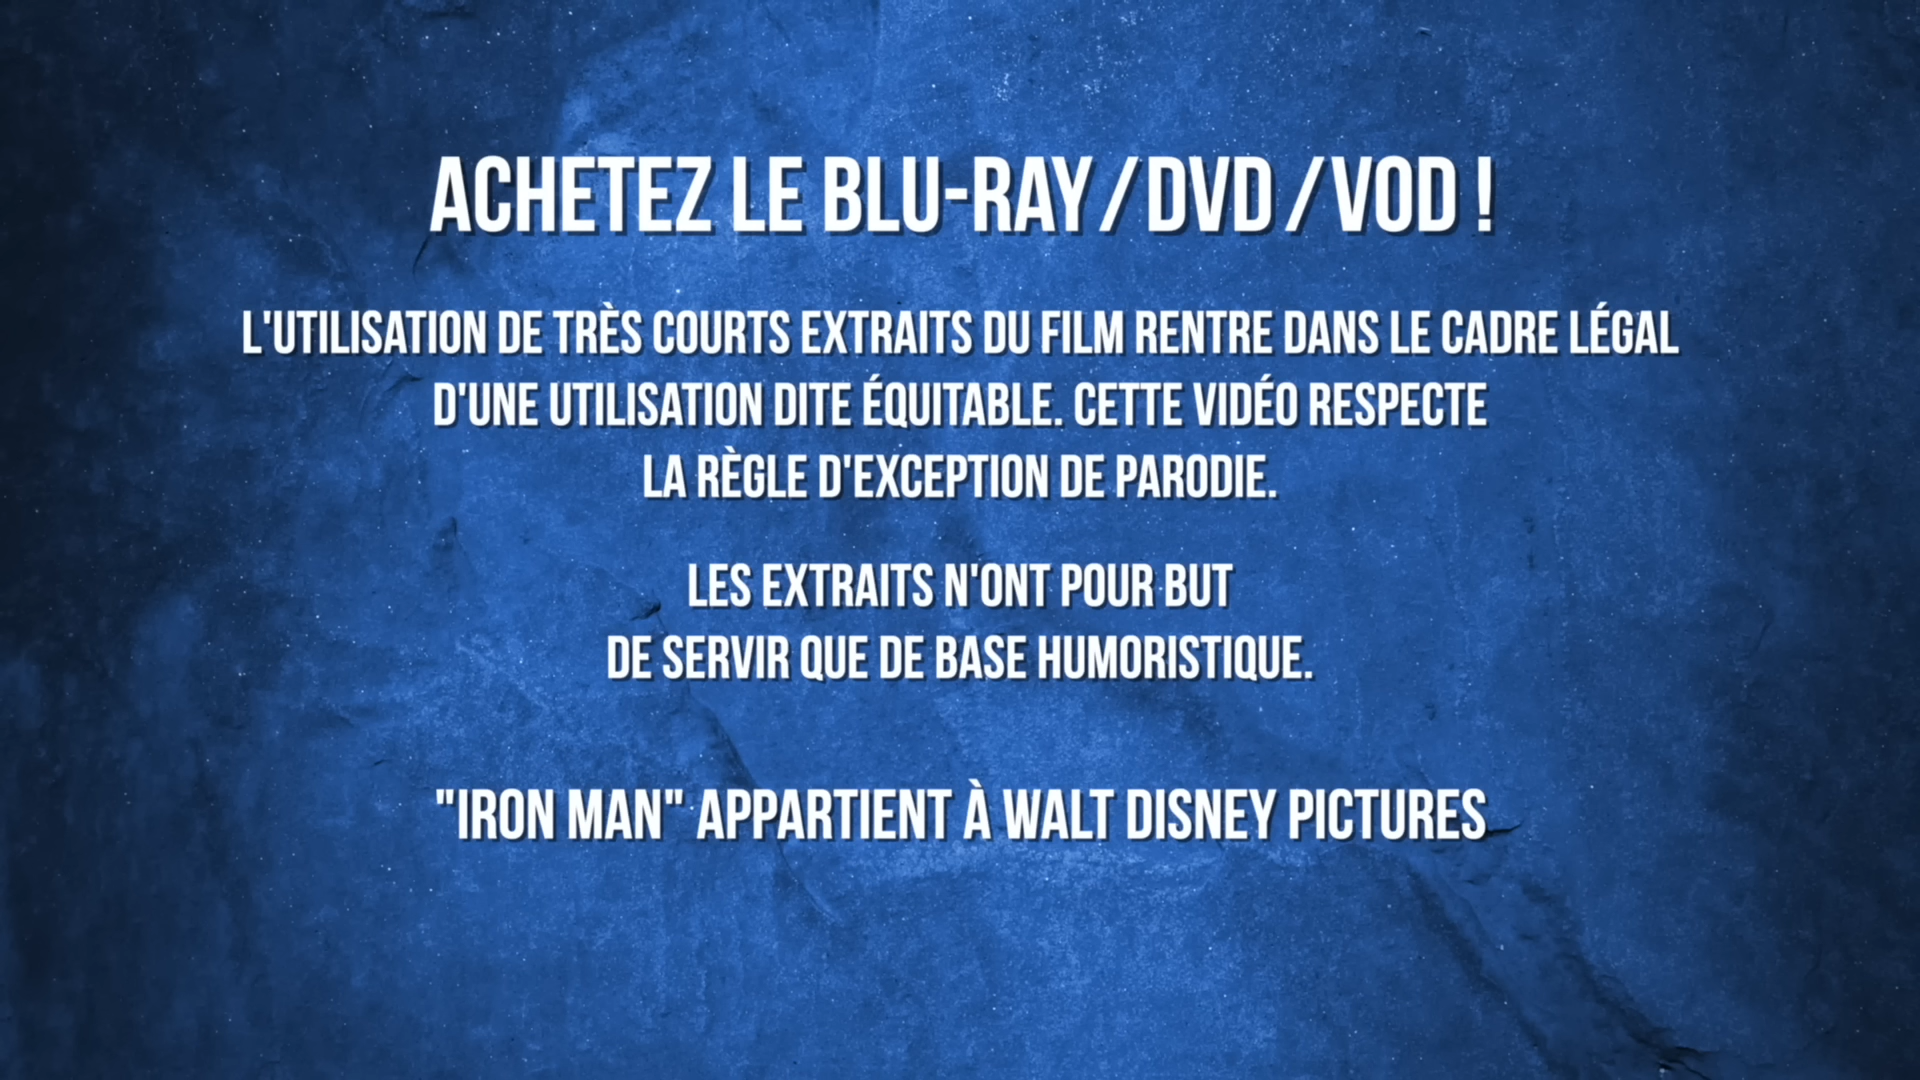 ACHETEZ LE BLU-RAY/DVD/VOD !
L'UTILISATION DE TRÈS COURTS EXTRAITS DU FILM RENTRE DANS LE CADRE LÉGAL
D'UNE UTILISATION DITE ÉQUITABLE. CETTE VIDÉO RESPECTE
LA RÈGLE D'EXCEPTION DE PARODIE.
LES EXTRAITS N'ONT POUR BUT
DE SERVIR QUE DE BASE HUMORISTIQUE.
"IRON MAN" APPARTIENT À WALT DISNEY PICTURES